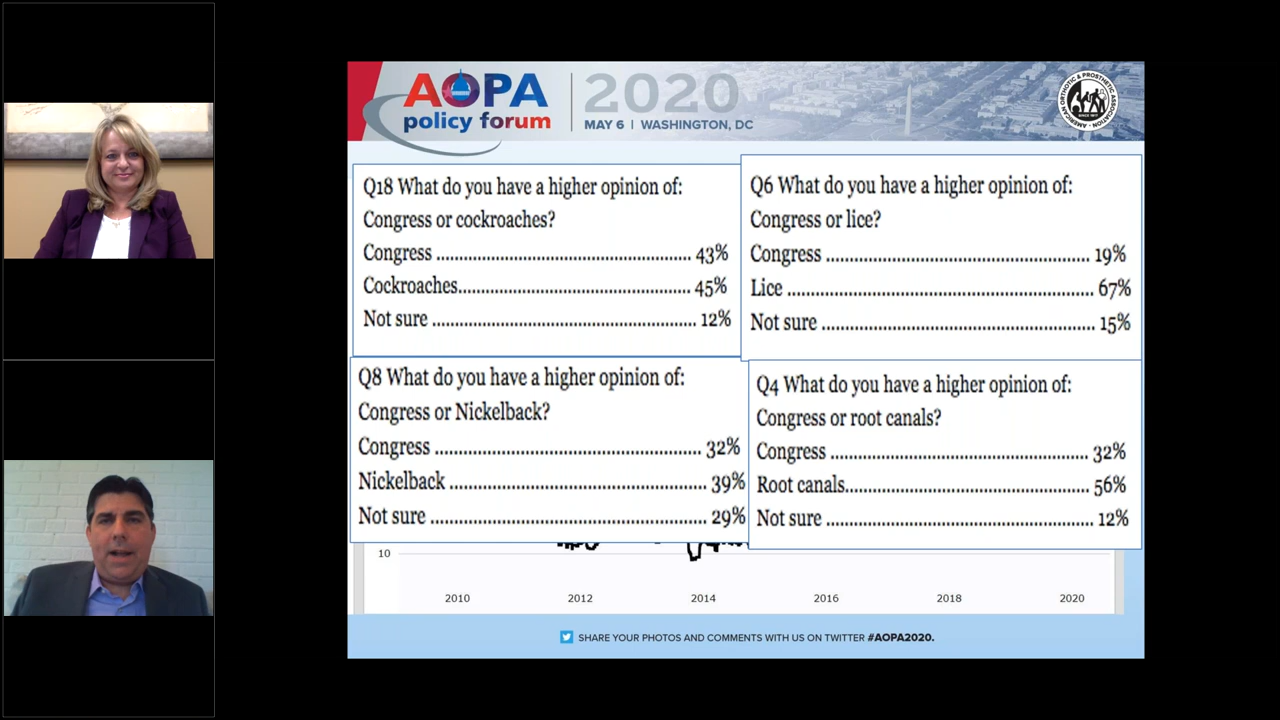 AOPA
policy forum
2020
MAY 6 | WASHINGTON, DC
AMERICAN ORTHOTIC & PROSTHETIC ASSOCIATION
Q18 What do you have a higher opinion of:
Congress or cockroaches?
Congress ........................................................ 43%
Cockroaches................................................... 45%
Not sure .......................................................... 12%
Q6 What do you have a higher opinion of:
Congress or lice?
Congress .......................................................... 19%
Lice ................................................................... 67%
Not sure ........................................................... 15%
Q8 What do you have a higher opinion of:
Congress or Nickelback?
Congress .......................................................... 32%
Nickelback ........................................................ 39%
Not sure ............................................................ 29%
Q4 What do you have a higher opinion of:
Congress or root canals?
Congress .......................................................... 32%
Root canals........................................................ 56%
Not sure ............................................................ 12%
10
2010 2012 2014 2016 2018 2020
SHARE YOUR PHOTOS AND COMMENTS WITH US ON TWITTER #AOPA2020.